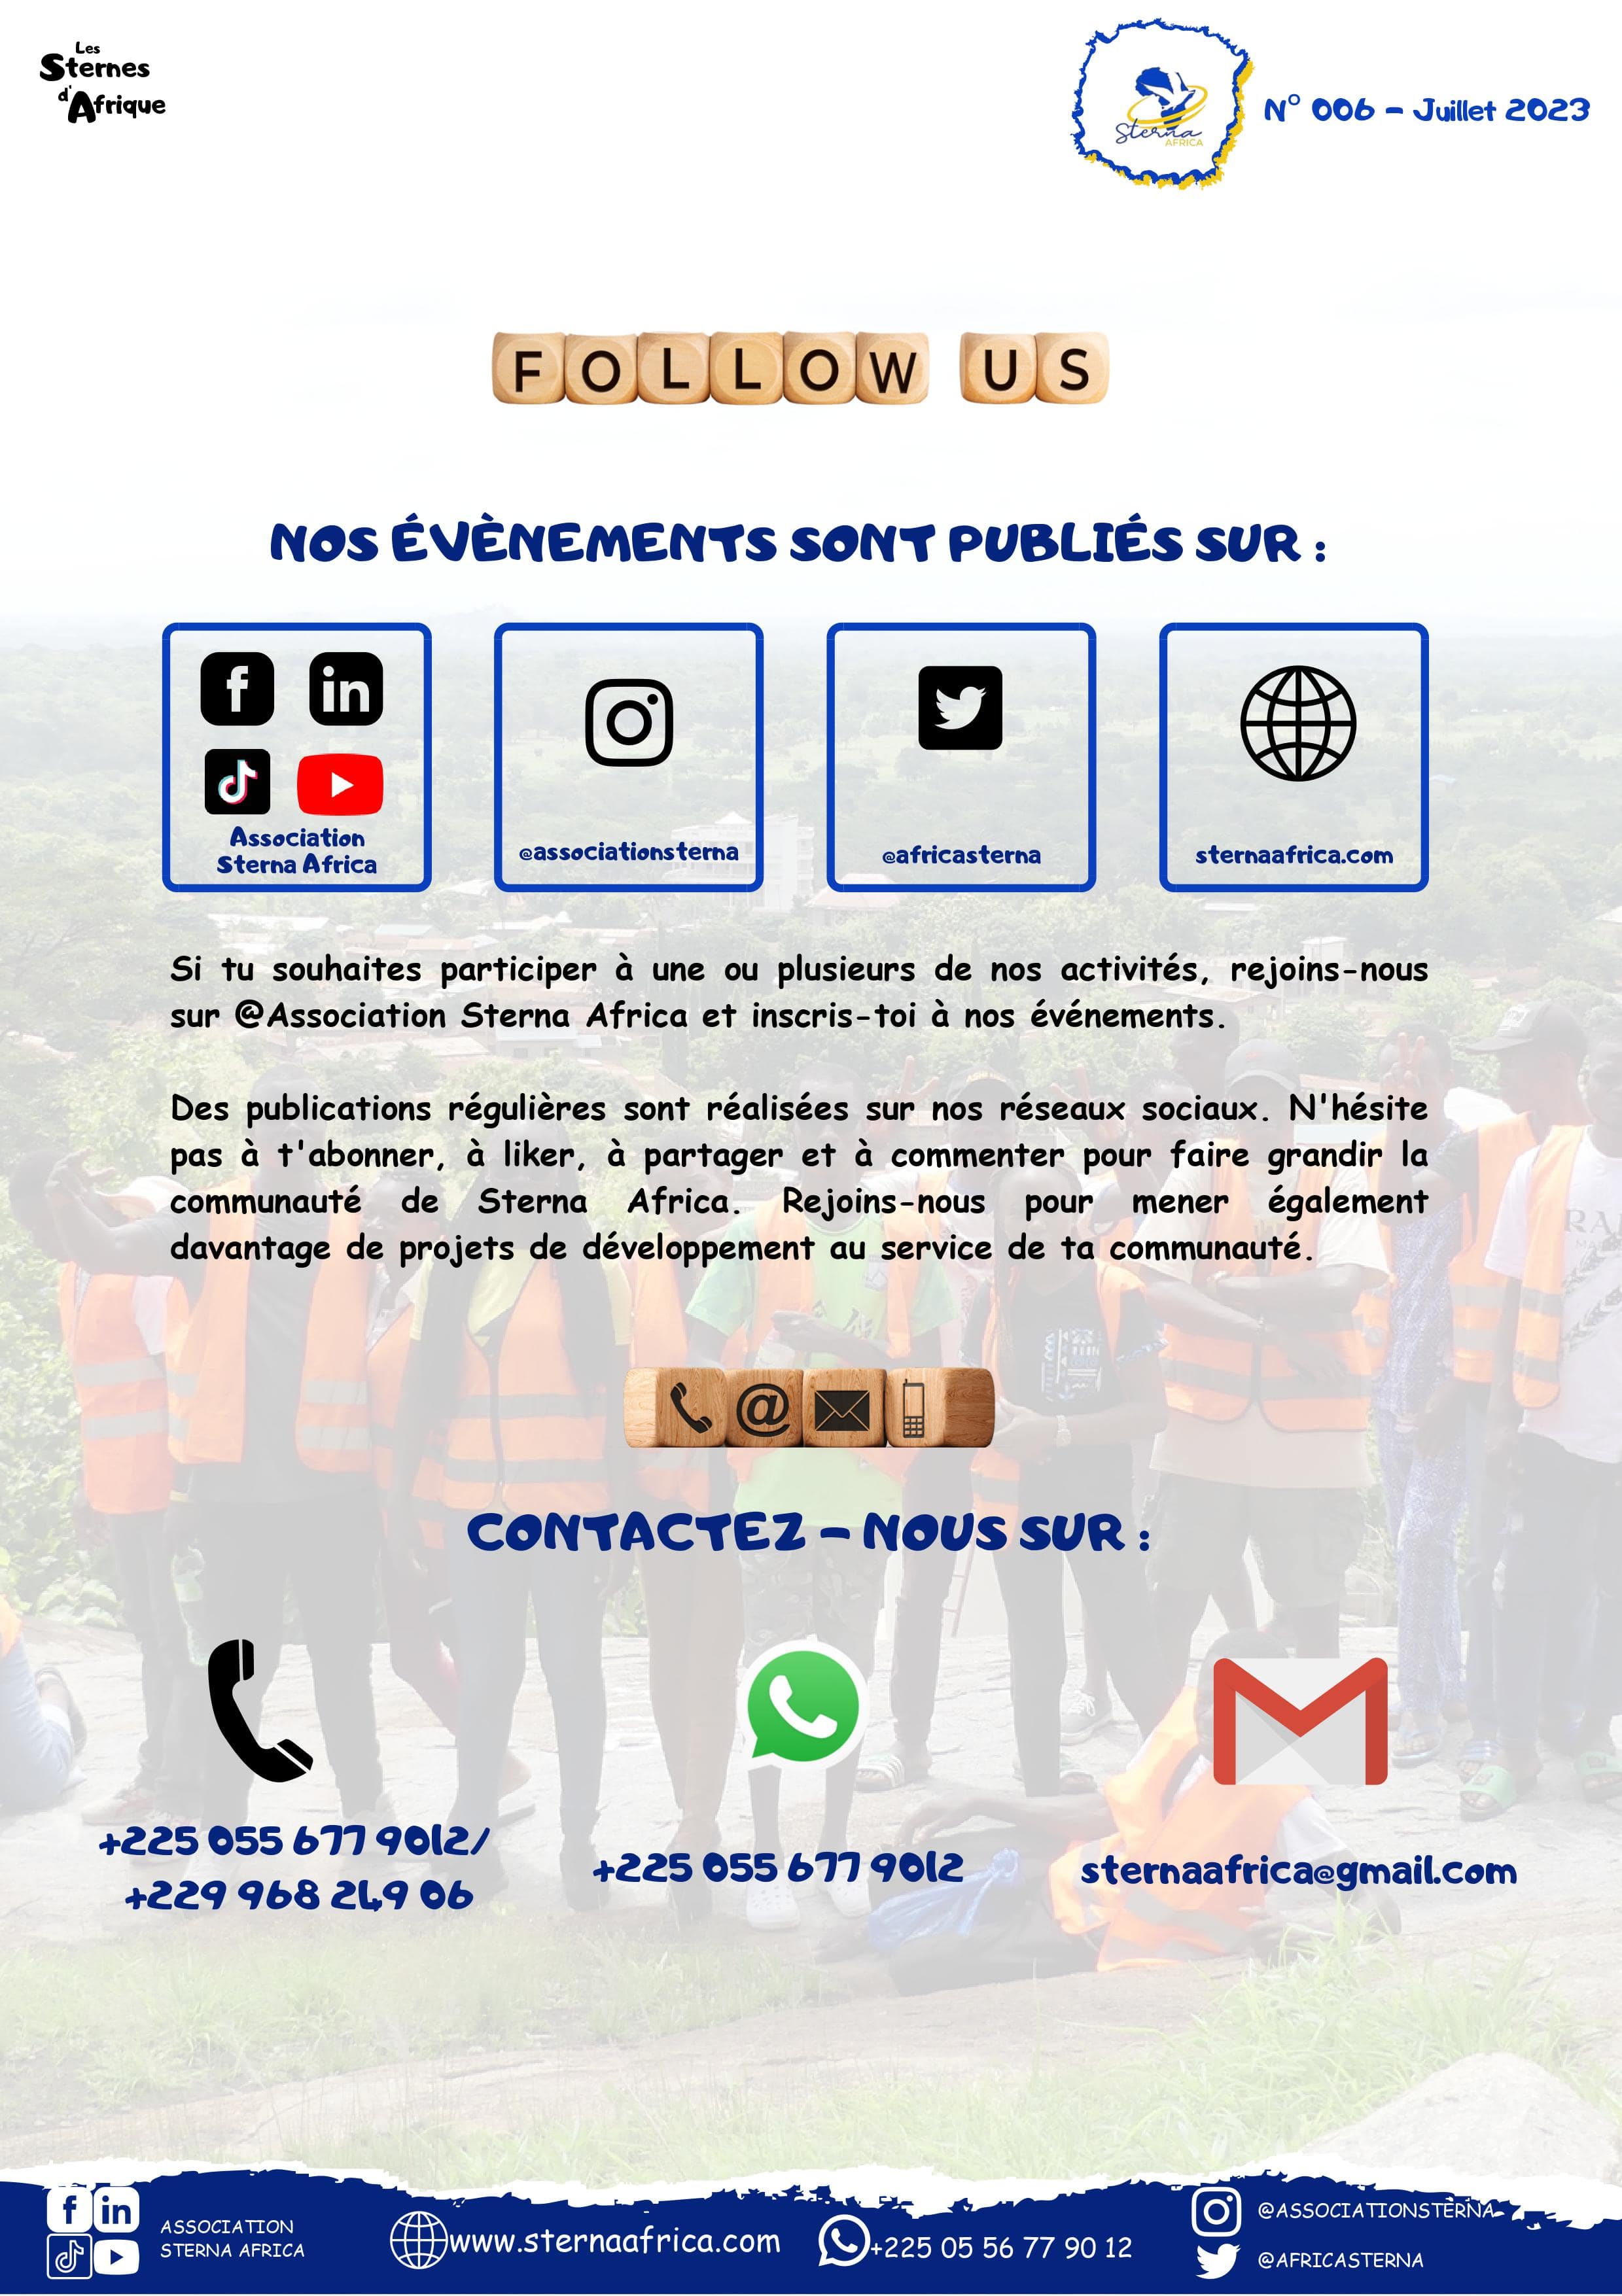 Les
Sternes
d'Afrique
Sterna
AFRICA
N° 006 - Juillet 2023
FOLLOW US
NOS ÉVÈNEMENTS SONT PUBLIÉS SUR :
Association
Sterna Africa
@associationsterna
@africasterna
sternaafrica.com
Si tu souhaites participer à une ou plusieurs de nos activités, rejoins-nous
sur @Association Sterna Africa et inscris-toi à nos événements.
Des publications régulières sont réalisées sur nos réseaux sociaux. N'hésite
pas à t'abonner, à liker, à partager et à commenter pour faire grandir la
communauté de Sterna Africa. Rejoins-nous pour mener également
davantage de projets de développement au service de ta communauté.
CONTACTEZ - NOUS SUR :
+225 055 677 9012/
+229 968 249 06
+225 055 677 9012
sternaafrica@gmail.com
ASSOCIATION
STERNA AFRICA
www.sternaafrica.com
+225 05 56 77 90 12
@ASSOCIATIONSTERNA
@AFRICASTERNA